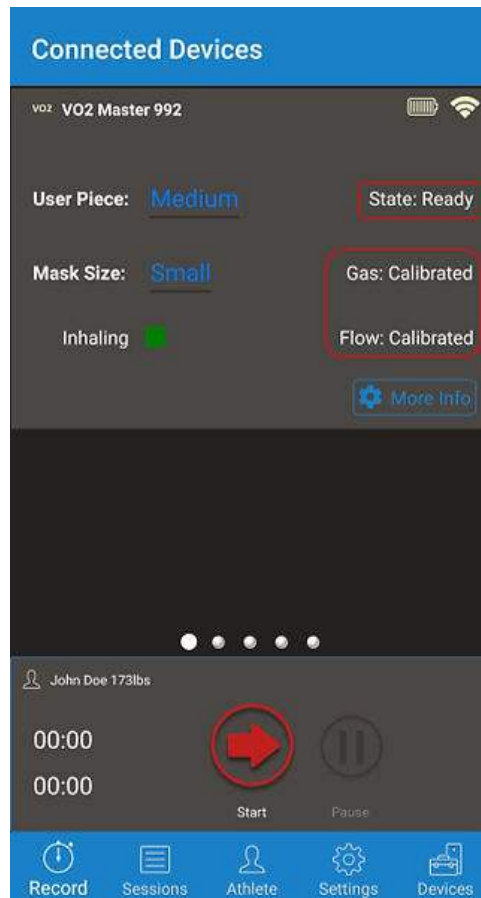 Connected Devices
VO2 VO2 Master 992
User Piece: Medium State: Ready
Mask Size: Small Gas: Calibrated
Inhaling Flow: Calibrated
More Info
John Doe 173lbs
00:00
00:00
Start Pause
Record Sessions Athlete Settings Devices